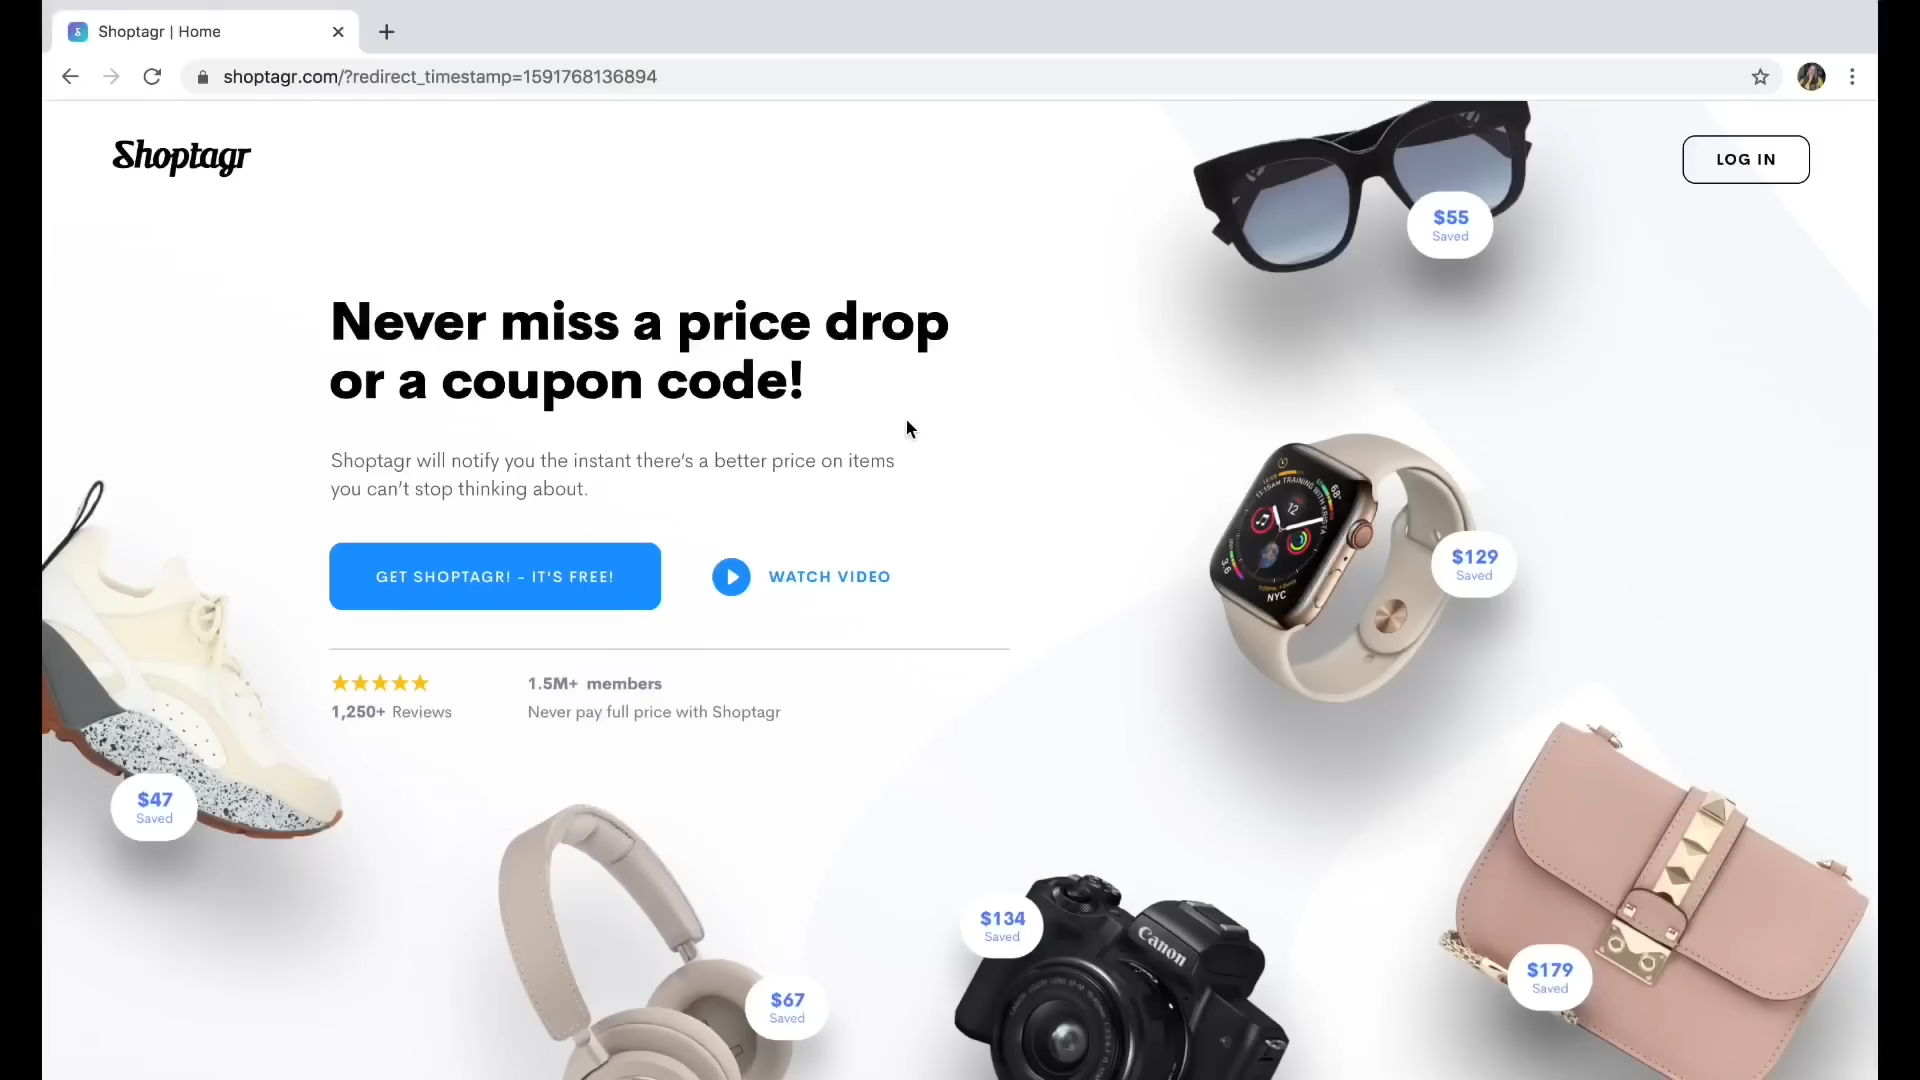 Shoptagr | Home
shoptagr.com/?redirect_timestamp=1591768136894
Shoptagr
LOG IN
$55
Saved
Never miss a price drop
or a coupon code!
Shoptagr will notify you the instant there's a better price on items
you can't stop thinking about.
GET SHOPTAGR! - IT'S FREE!
WATCH VIDEO
1.5M+ members
1,250+ Reviews
Never pay full price with Shoptagr
12
68°
NYC
$129
Saved
$47
Saved
$67
Saved
$134
Saved
Canon
$179
Saved